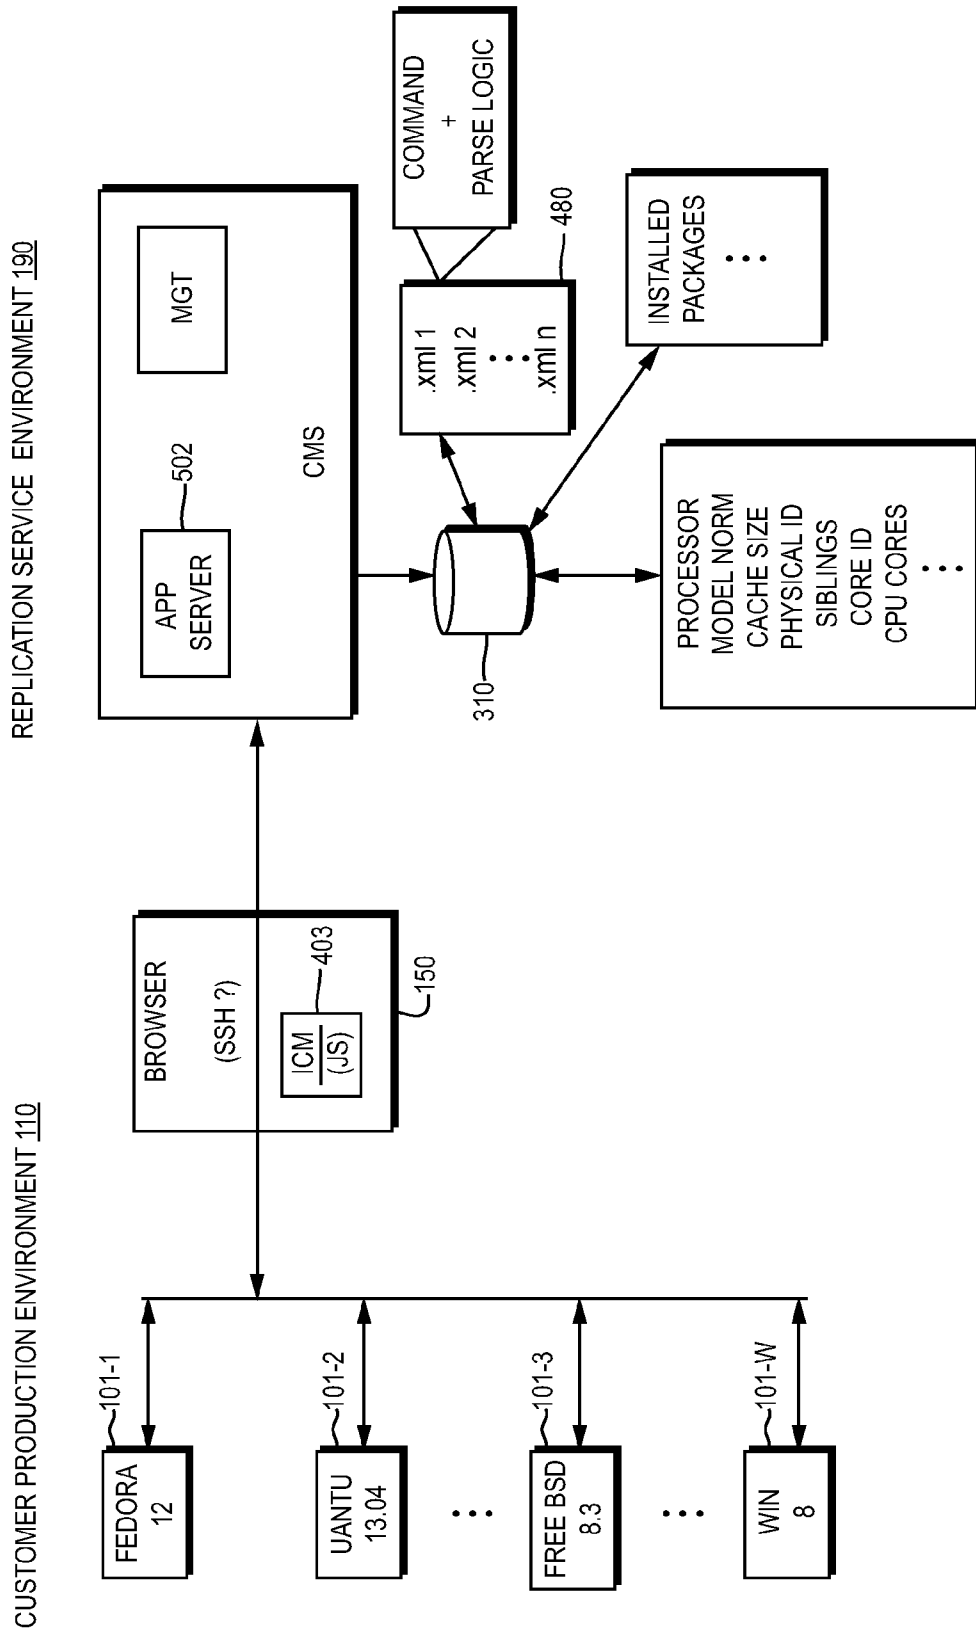 CUSTOMER PRODUCTION ENVIRONMENT 110
REPLICATION SERVICE ENVIRONMENT 190
FEDORA
12
101-1
UANTU
13.04
101-2
FREE BSD
8.3
101-3
WIN
8
101-W
BROWSER
(SSH ?)
ICM
(JS)
403
150
APP
SERVER
502
MGT
CMS
310
.xml 1
.xml 2
.xml n
480
COMMAND
+
PARSE LOGIC
INSTALLED
PACKAGES
PROCESSOR
MODEL NORM
CACHE SIZE
PHYSICAL ID
SIBLINGS
CORE ID
CPU CORES